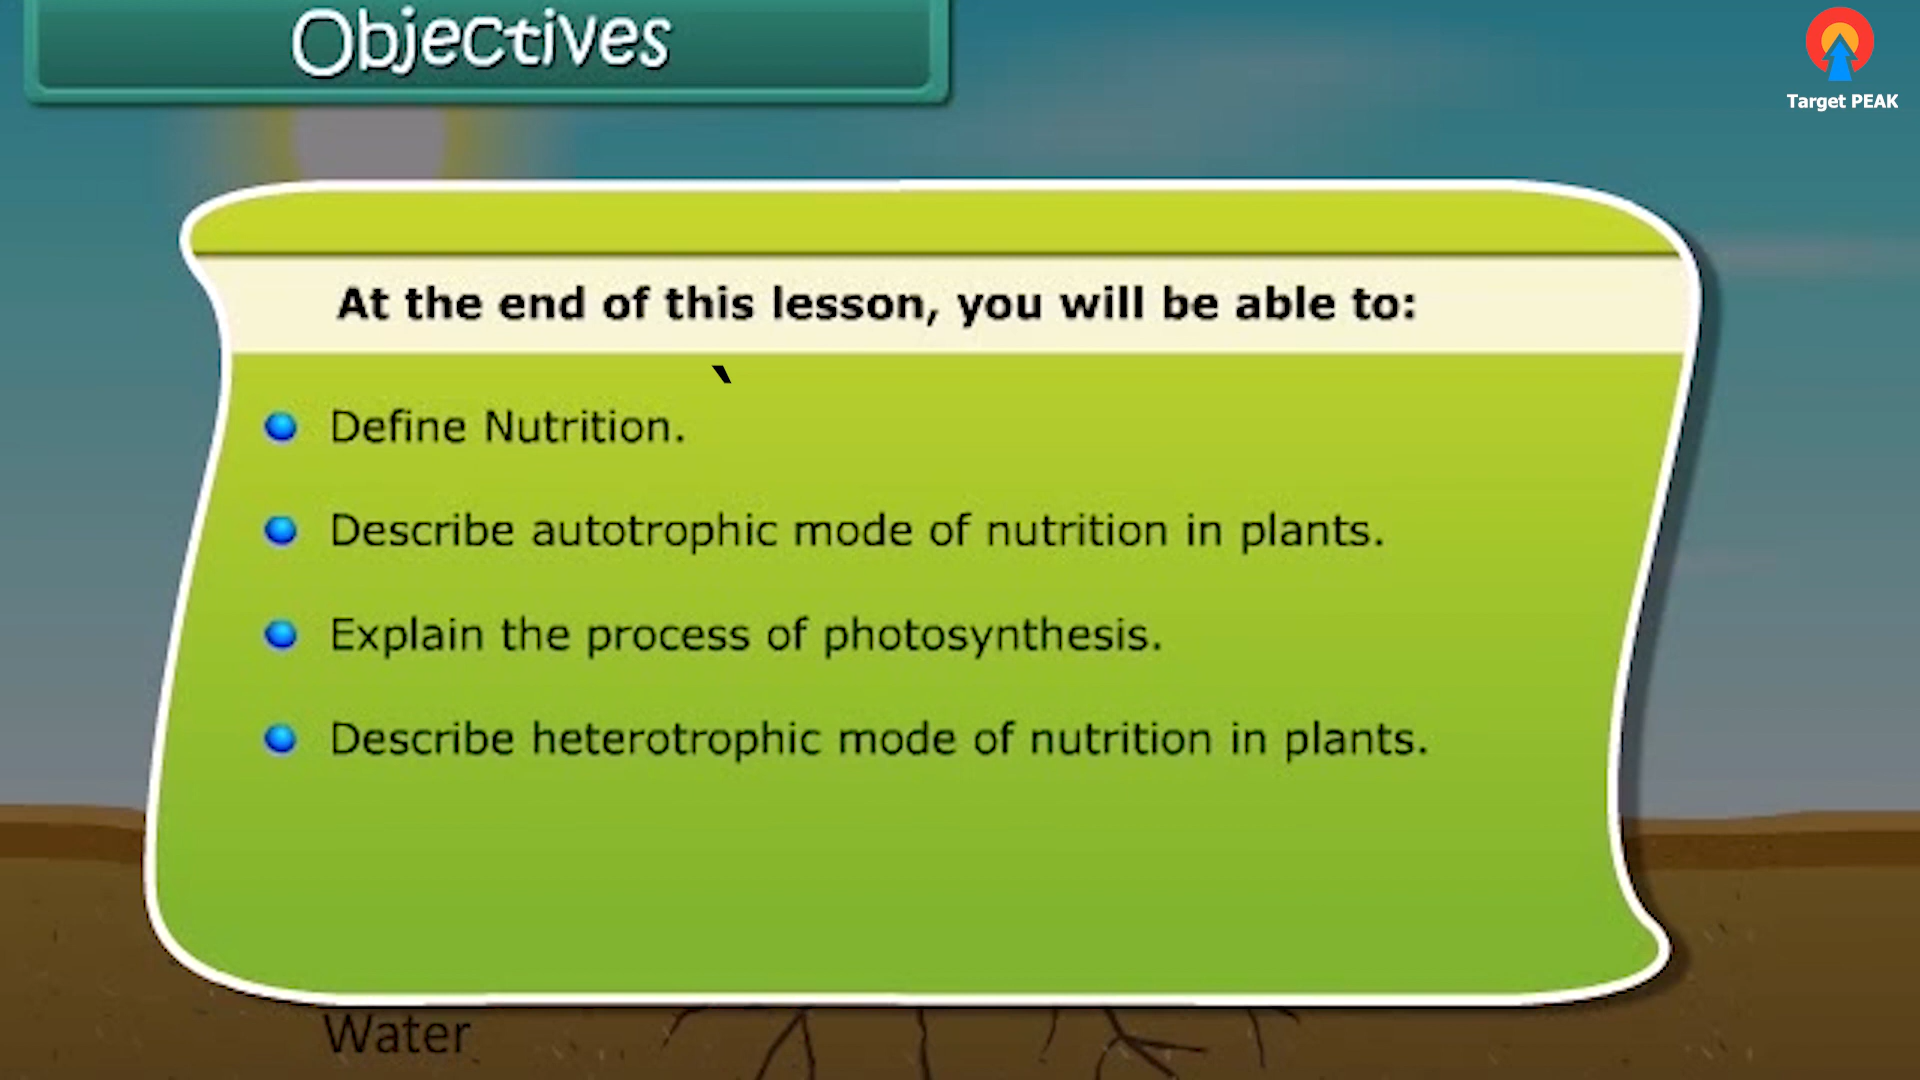 Objectives
Target PEAK
At the end of this lesson, you will be able to:
`
Define Nutrition.
Describe autotrophic mode of nutrition in plants.
Explain the process of photosynthesis.
Describe heterotrophic mode of nutrition in plants.
Water